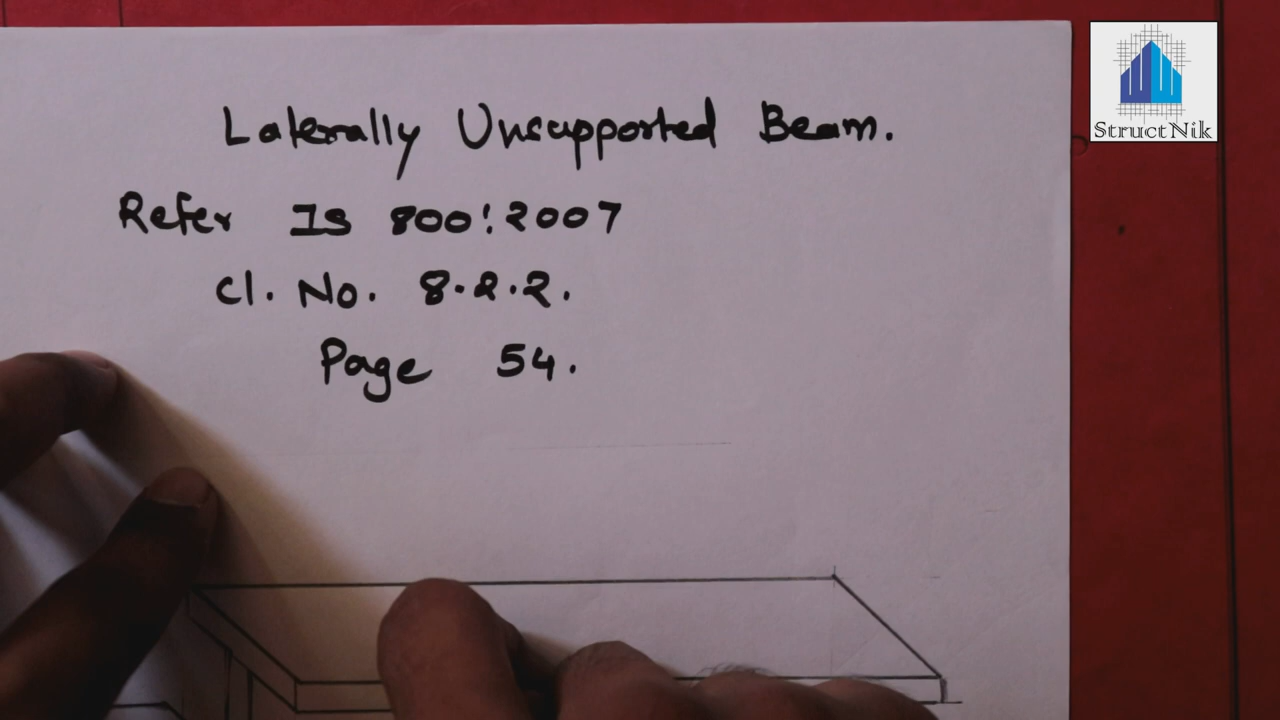 Laterally Unsupported Beam.
Refer Is 800:2007
Cl. No. 8.2.2.
Page 54.
StructNik